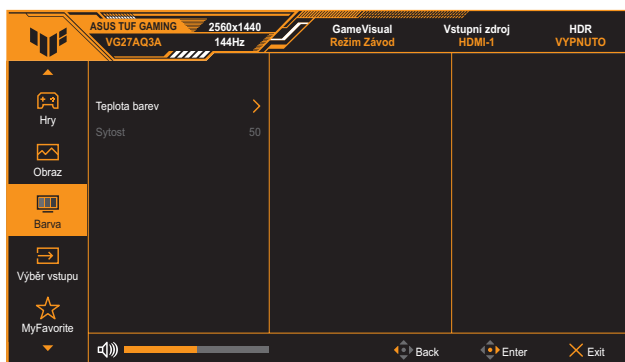 ASUS TUF GAMING
VG27AQ3A
2560x1440
144Hz
GameVisual
Režim Závod
Vstupní zdroj
HDMI-1
HDR
VYPNUTO
Hry
Obraz
Barva
Výběr vstupu
MyFavorite
Teplota barev
Sytost 50
Back
Enter
Exit